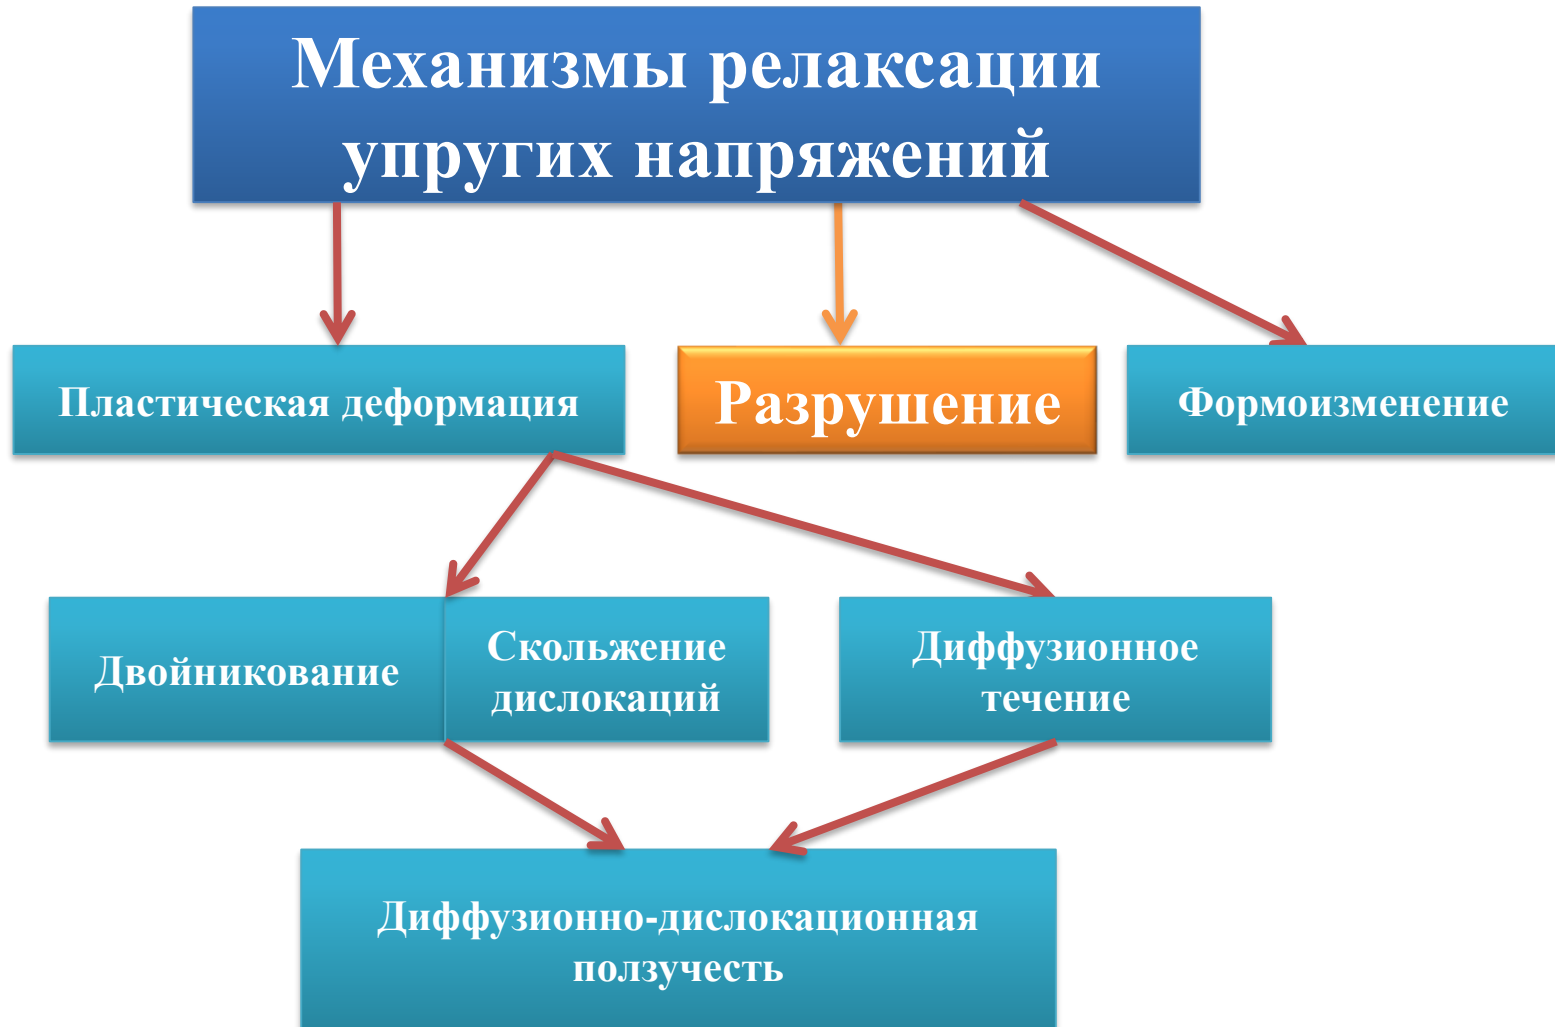 Механизмы релаксации
упругих напряжений
Пластическая деформация
Разрушение
Формоизменение
Двойникование
Скольжение
дислокаций
Диффузионное
течение
Диффузионно-дислокационная
ползучесть